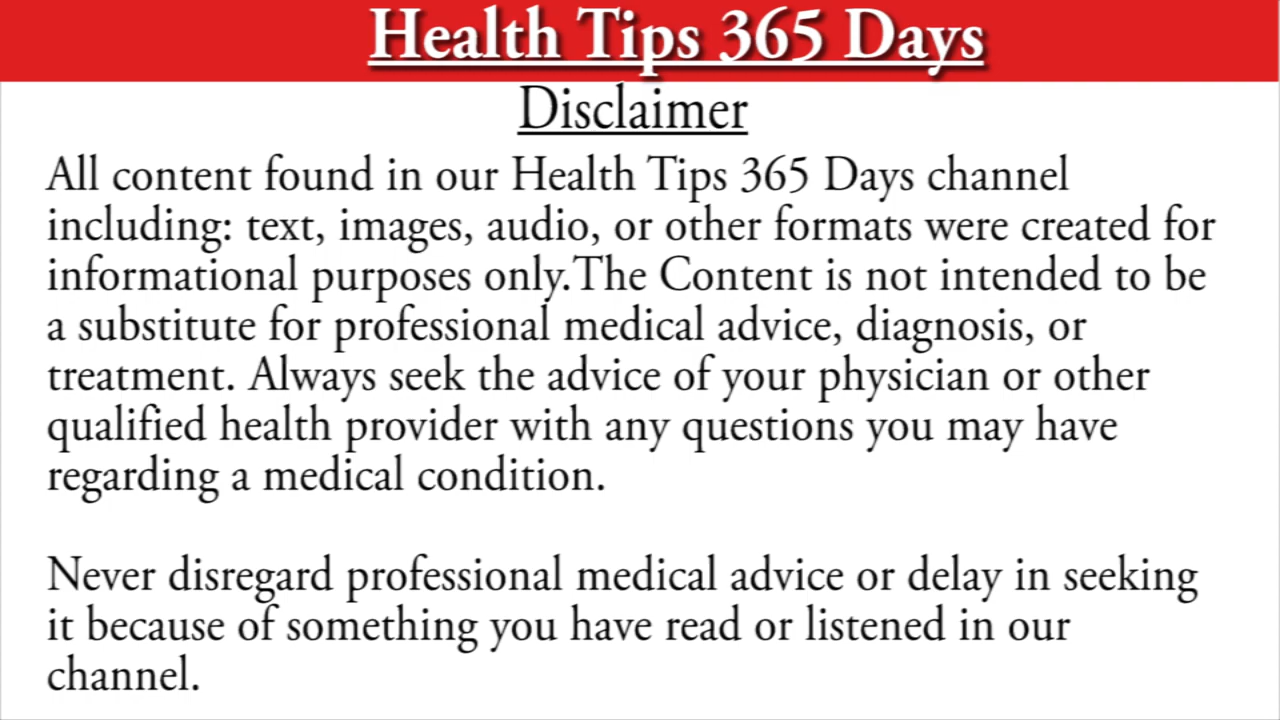 Health Tips 365 Days
Disclaimer
All content found in our Health Tips 365 Days channel
including: text, images, audio, or other formats were created for
informational purposes only.The Content is not intended to be
a substitute for professional medical advice, diagnosis, or
treatment. Always seek the advice of your physician or other
qualified health provider with any questions you may have
regarding a medical condition.
Never disregard professional medical advice or delay in seeking
it because of something you have read or listened in our
channel.